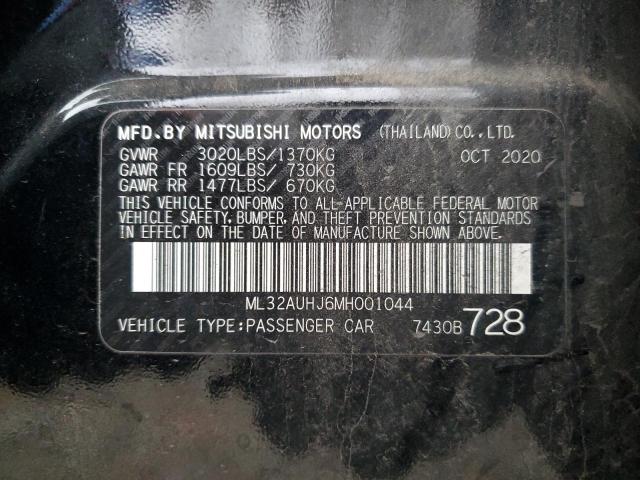 MFD.BY MITSUBISHI MOTORS (THAILAND) CO.,LTD.
GVWR 3020LBS/1370KG OCT 2020
GAWR FR 1609LBS/ 730KG
GAWR RR 1477LBS/ 670KG
THIS VEHICLE CONFORMS TO ALL-APPLICABLE FEDERAL MOTOR
VEHICLE SAFETY, BUMPER, AND THEFT PREVENTION STANDARDS
IN EFFECT ON THE DATE OF MANUFACTURE SHOWN ABOVE.
ML32AUHJ6MH001044
VEHICLE TYPE:PASSENGER CAR 7430B 728